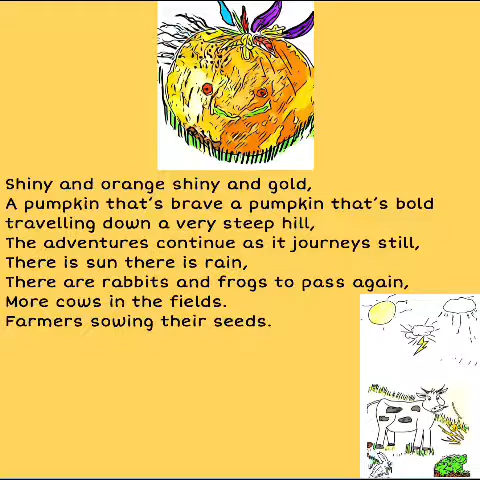 Shiny and orange shiny and gold,
A pumpkin that's brave a pumpkin that's bold
travelling down a very steep hill,
The adventures continue as it journeys still,
There is sun there is rain,
There are rabbits and frogs to pass again,
More cows in the fields.
Farmers sowing their seeds.